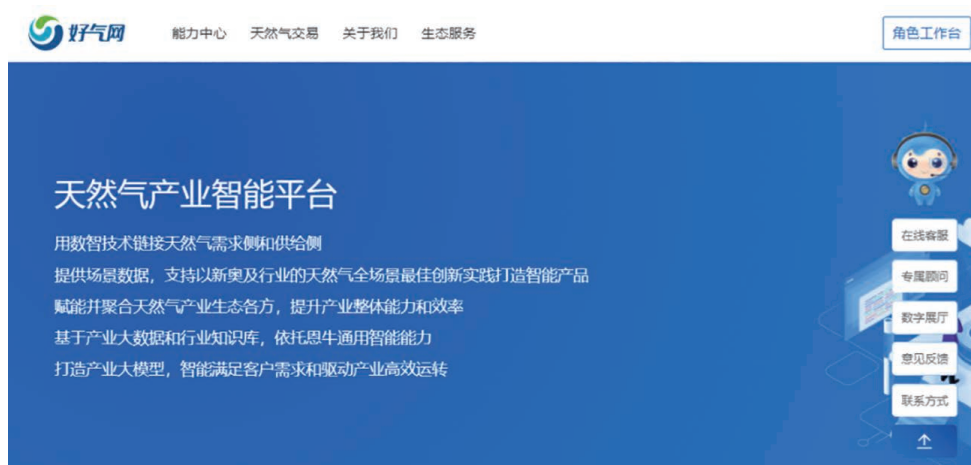 好气网
能力中心 天然气交易 关于我们 生态服务
角色工作台
天然气产业智能平台
用数智技术链接天然气需求侧和供给侧
提供场景数据，支持以新奥及行业的天然气全场景最佳创新实践打造智能产品
赋能并聚合天然气产业生态各方，提升产业整体能力和效率
基于产业大数据和行业知识库，依托恩牛通用智能能力
打造产业大模型，智能满足客户需求和驱动产业高效运转
在线客服
专属顾问
数字展厅
意见反馈
联系方式